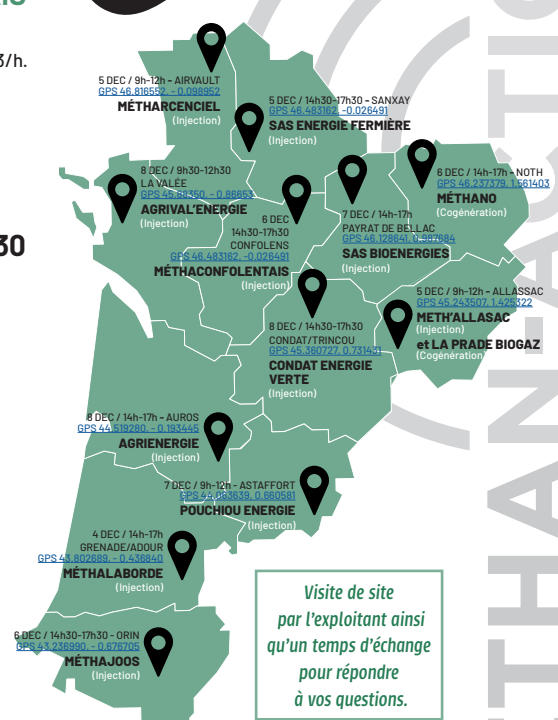 3/h.
30
5 DEC / 9h-12h - AIRVAULT
GPS 46.816552, - 0.098952
MÉTHARCENCIEL
(Injection)
5 DEC / 14h30-17h30 - SANXAY
GPS 46.483162, -0.026491
SAS ENERGIE FERMIÈRE
(Injection)
8 DEC / 9h30-12h30
LA VALÉE
GPS 45.88350, - 0.86653
AGRIVAL'ENERGIE
(Injection)
6 DEC
14h30-17h30
CONFOLENS
GPS 46.483162, -0.026491
MÉTHACONFOLENTAIS
(Injection)
7 DEC / 14h-17h
PAYRAT DE BELLAC
GPS 46.128641, 0.987684
SAS BIOENERGIES
(Injection)
6 DEC / 14h-17h - NOTH
GPS 46.237379, 1.561403
MÉTHANO
(Cogénération)
5 DEC / 9h-12h - ALLASSAC
GPS 45.243507, 1.425322
METH'ALLASAC
(Injection)
et LA PRADE BIOGAZ
(Cogénération)
8 DEC / 14h30-17h30
CONDAT/TRINCOU
GPS 45.360727, 0.731431
CONDAT ENERGIE
VERTE
(Injection)
8 DEC / 14h-17h - AUROS
GPS 44.519280, - 0.193445
AGRIENERGIE
(Injection)
7 DEC / 9h-12h - ASTAFFORT
GPS 44.063639, 0.660581
POUCHIOU ENERGIE
(Injection)
4 DEC / 14h-17h
GRENADE/ADOUR
GPS 43.802689, - 0.436840
MÉTHALABORDE
(Injection)
6 DEC / 14h30-17h30 - ORIN
GPS 43.236990, - 0.676705
MÉTHAJOOS
(Injection)
Visite de site
par l'exploitant ainsi
qu'un temps d'échange
pour répondre
à vos questions.
THAN-ACTIO